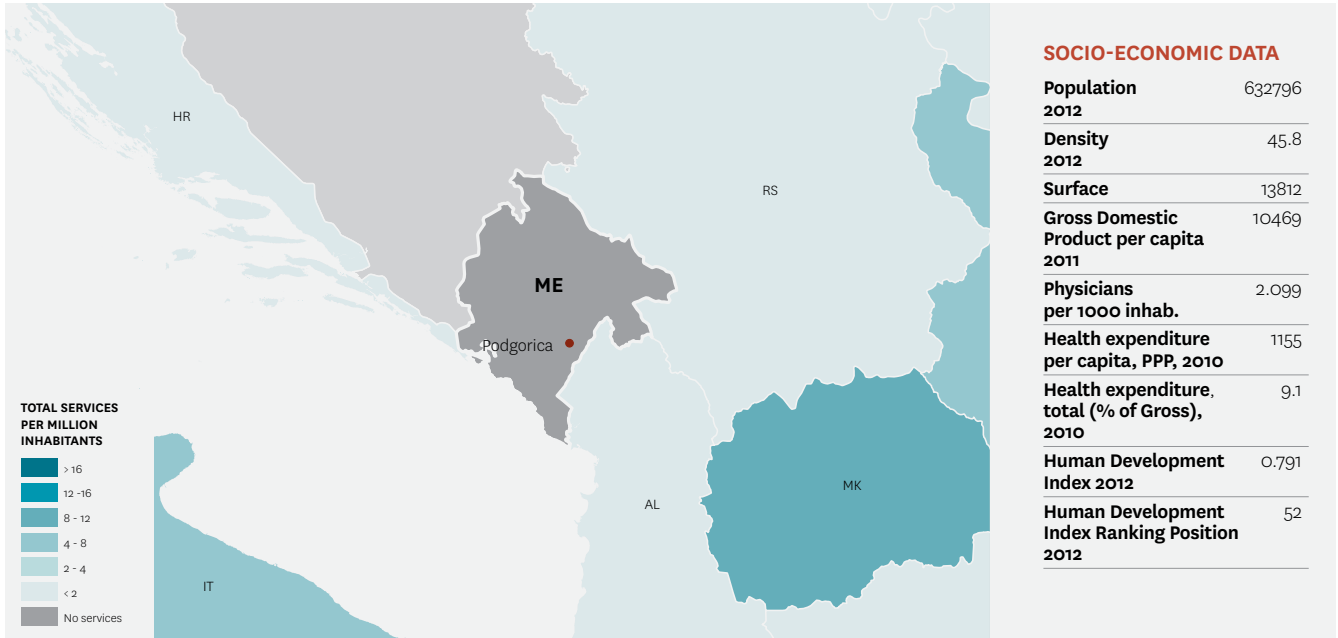 HR
RS
ME
Podgorica
AL
MK
IT
TOTAL SERVICES
PER MILLION
INHABITANTS
> 16
12 -16
8 - 12
4 - 8
2 - 4
< 2
No services
SOCIO-ECONOMIC DATA
Population 632796
2012
Density 45.8
2012
Surface 13812
Gross Domestic 10469
Product per capita
2011
Physicians 2.099
per 1000 inhab.
Health expenditure 1155
per capita, PPP, 2010
Health expenditure, 9.1
total (% of Gross),
2010
Human Development 0.791
Index 2012
Human Development 52
Index Ranking Position
2012